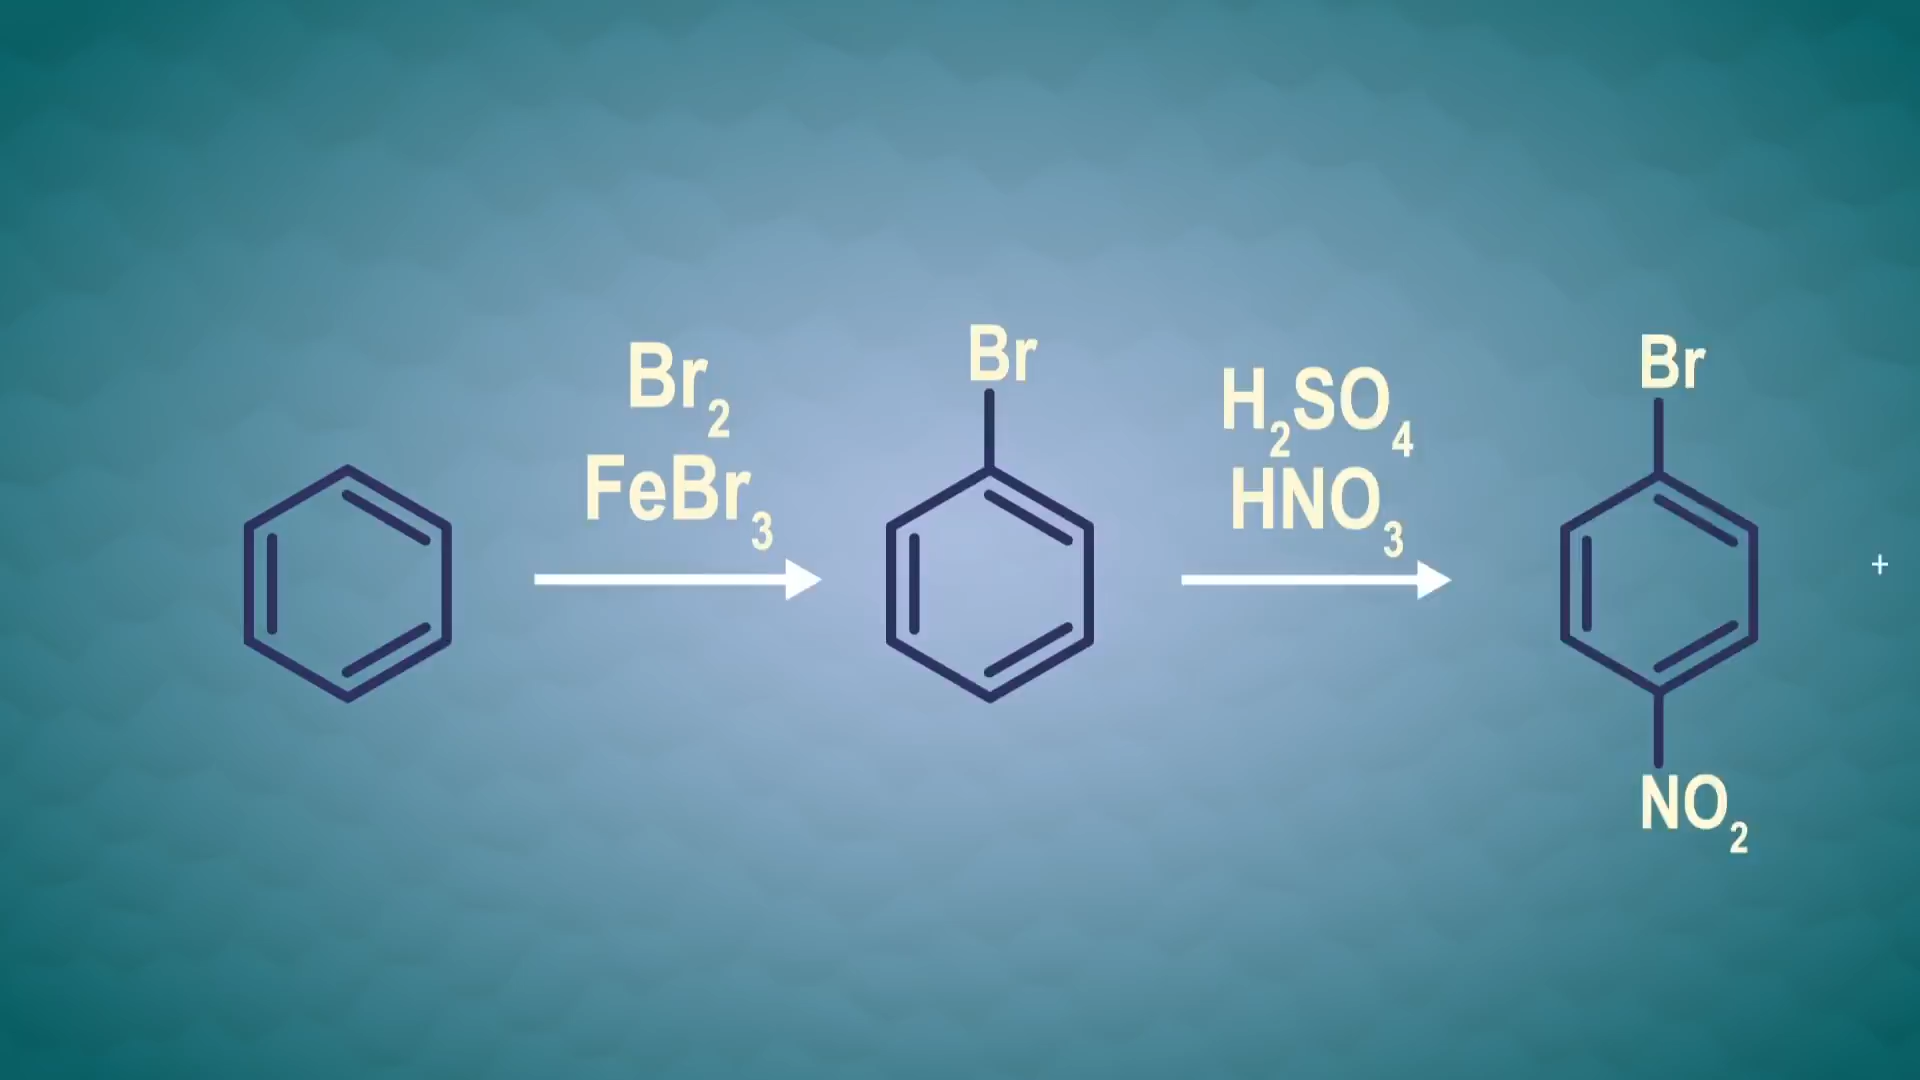 Br₂
FeBr₃
Br
H₂SO₄
HNO₃
Br
NO₂
+